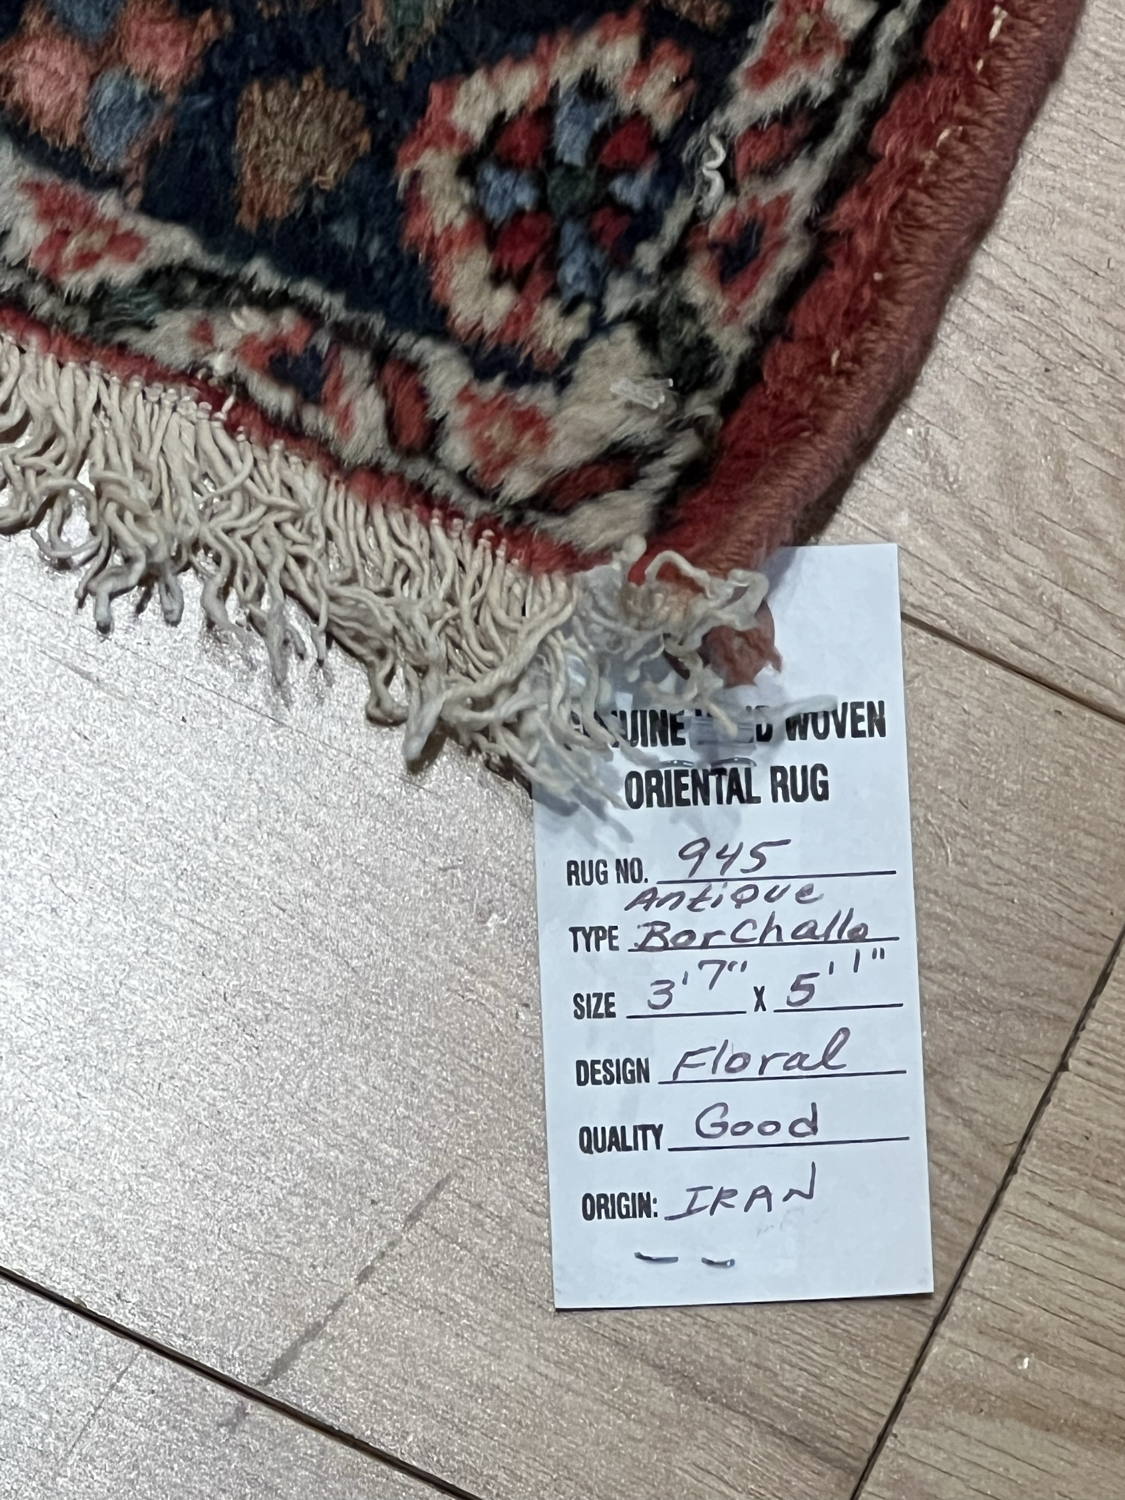 WOVEN
ORIENTAL RUG
RUG NO. 945
Antique
TYPE Borchallo
SIZE 3'7" X 5'1"
DESIGN Floral
QUALITY Good
ORIGIN: IRAN